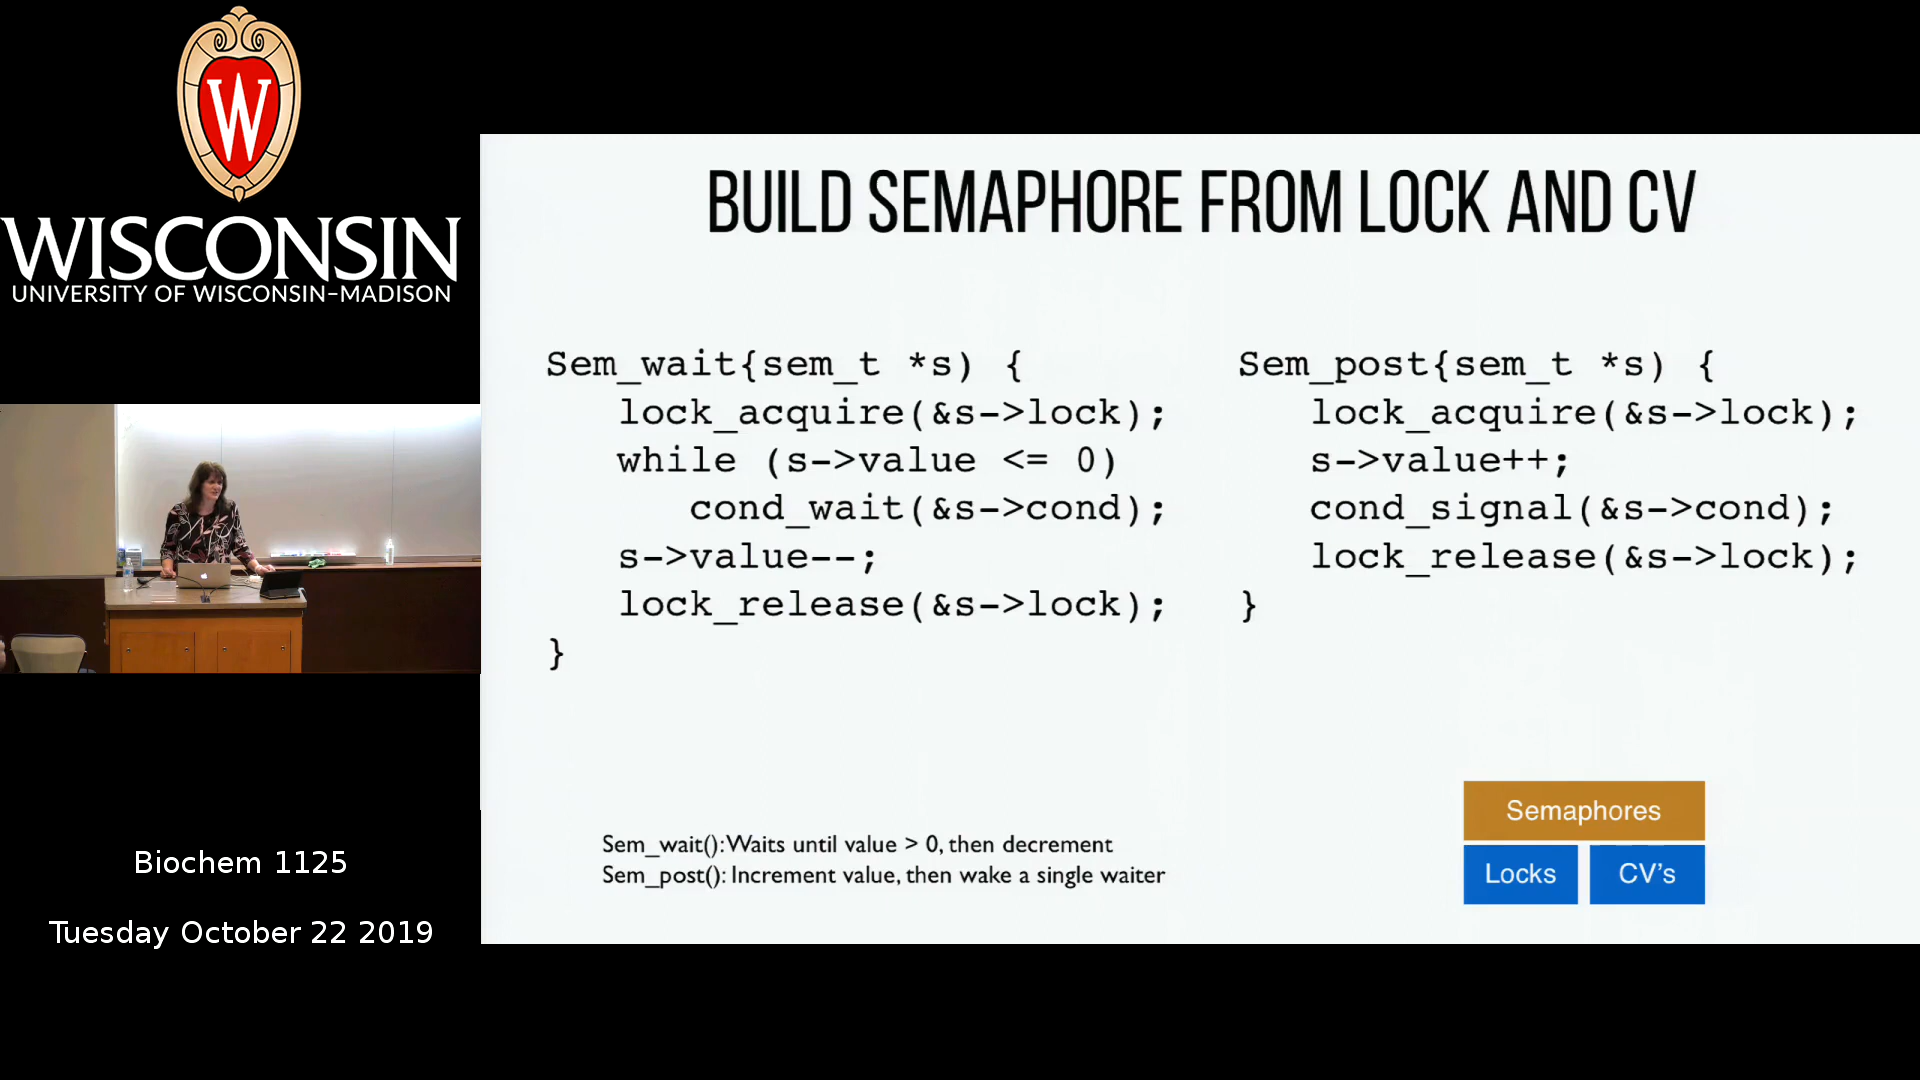 W
WISCONSIN
UNIVERSITY OF WISCONSIN–MADISON
Biochem 1125
Tuesday October 22 2019
BUILD SEMAPHORE FROM LOCK AND CV
Sem_wait{sem_t *s) {
lock_acquire(&s->lock);
while (s->value <= 0)
cond_wait(&s->cond);
s->value--;
lock_release(&s->lock);
}
Sem_post{sem_t *s) {
lock_acquire(&s->lock);
s->value++;
cond_signal(&s->cond);
lock_release(&s->lock);
}
Sem_wait(): Waits until value > 0, then decrement
Sem_post(): Increment value, then wake a single waiter
Semaphores
Locks
CV's